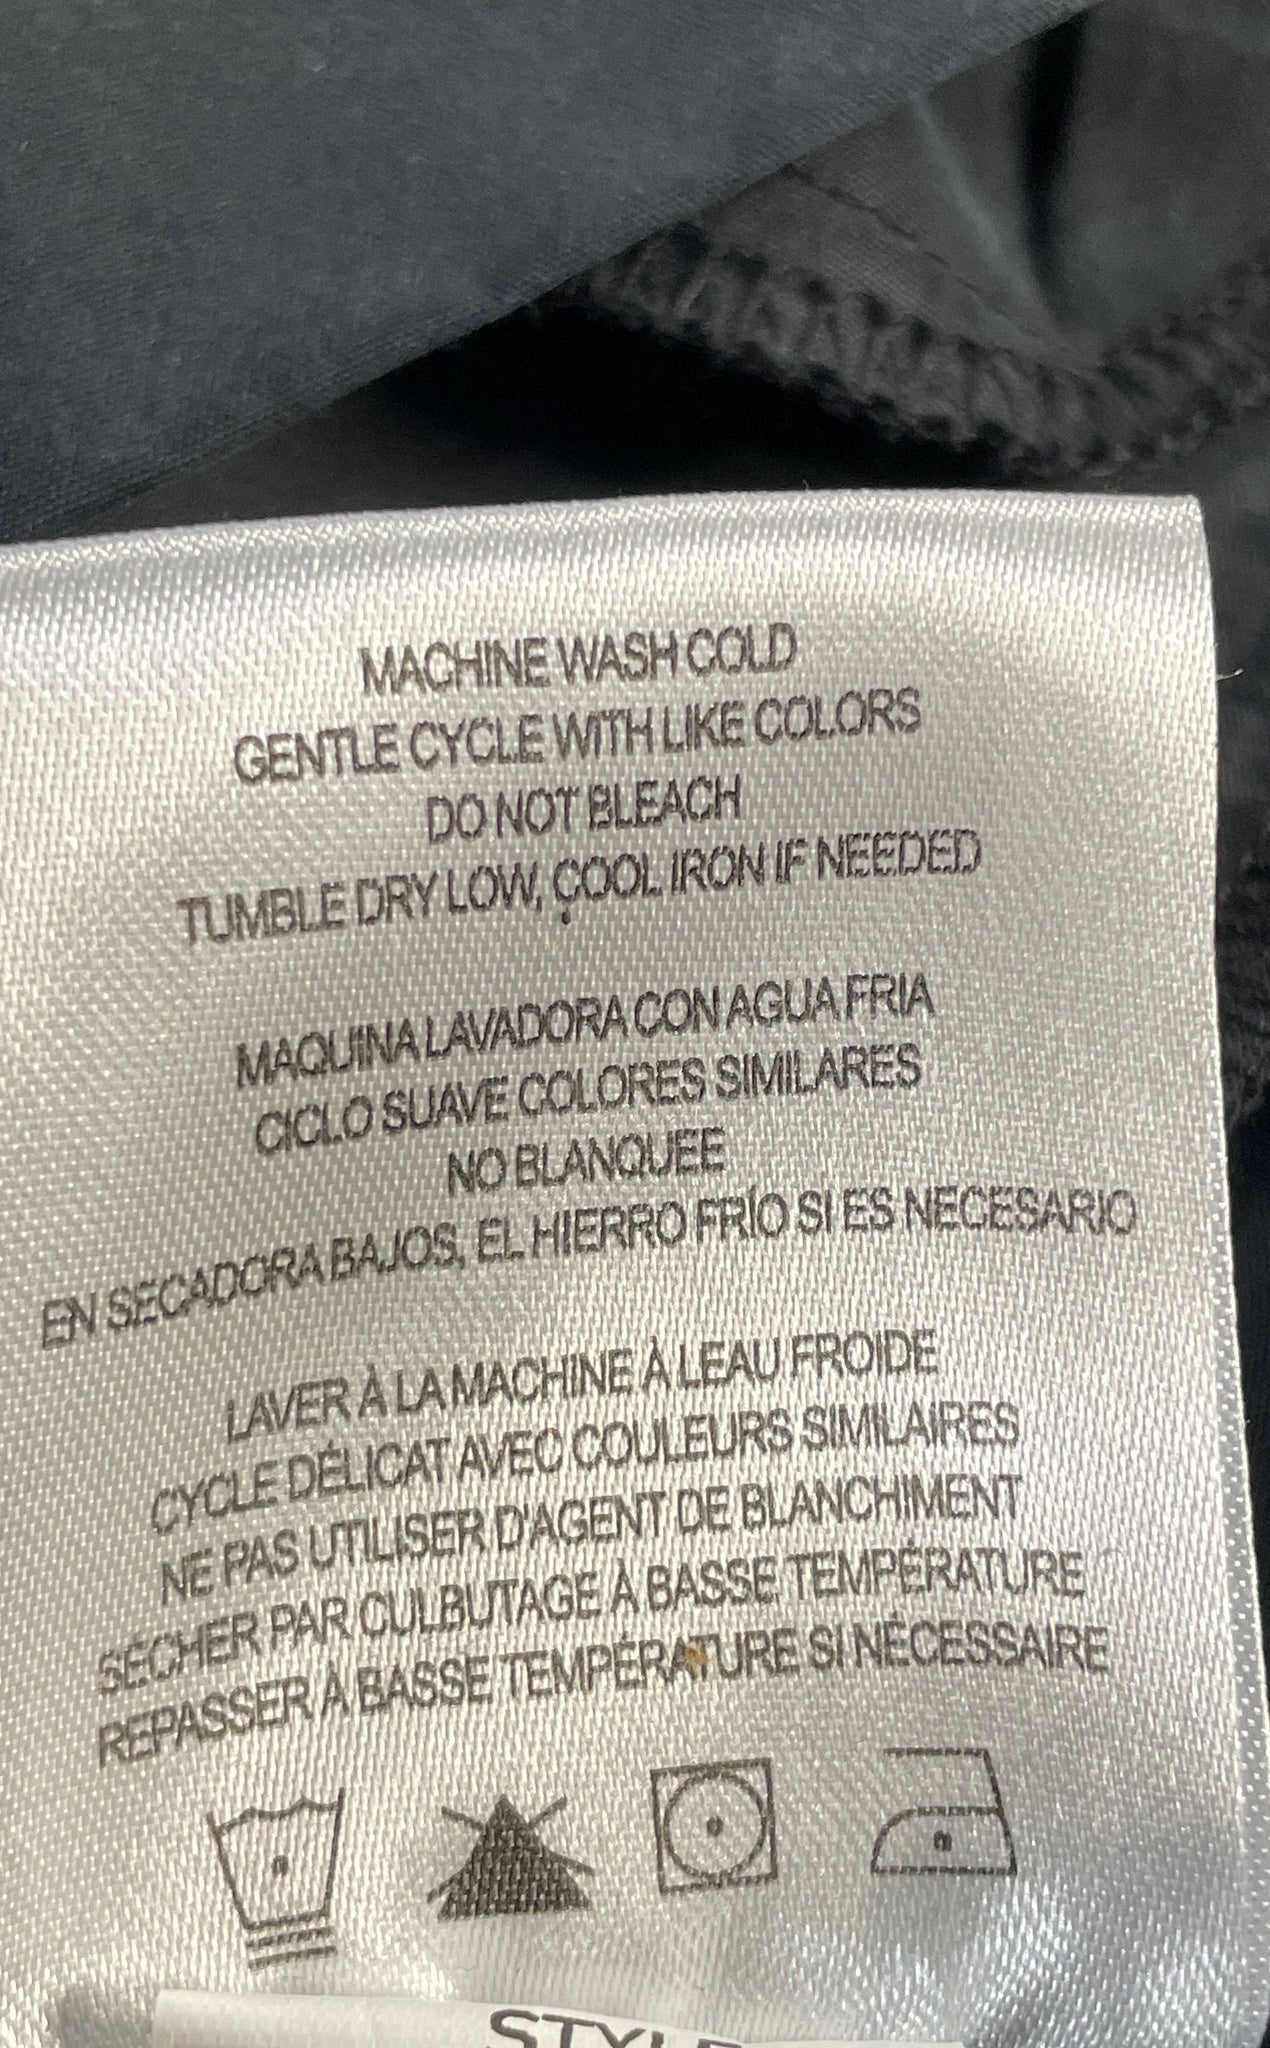 MACHINE WASH COLD
GENTLE CYCLE WITH LIKE COLORS
DO NOT BLEACH
TUMBLE DRY LOW, COOL IRON IF NEEDED
MAQUINA LAVADORA CON AGUA FRIA
CICLO SUAVE COLORES SIMILARES
NO BLANQUEE
EN SECADORA BAJOS, EL HIERRO FRÍO SI ES NECESARIO
LAVER À LA MACHINE À LEAU FROIDE
CYCLE DÉLICAT AVEC COULEURS SIMILAIRES
NE PAS UTILISER D'AGENT DE BLANCHIMENT
SÉCHER PAR CULBUTAGE À BASSE TEMPÉRATURE
REPASSER À BASSE TEMPÉRATURE SI NÉCESSAIRE
STYLE